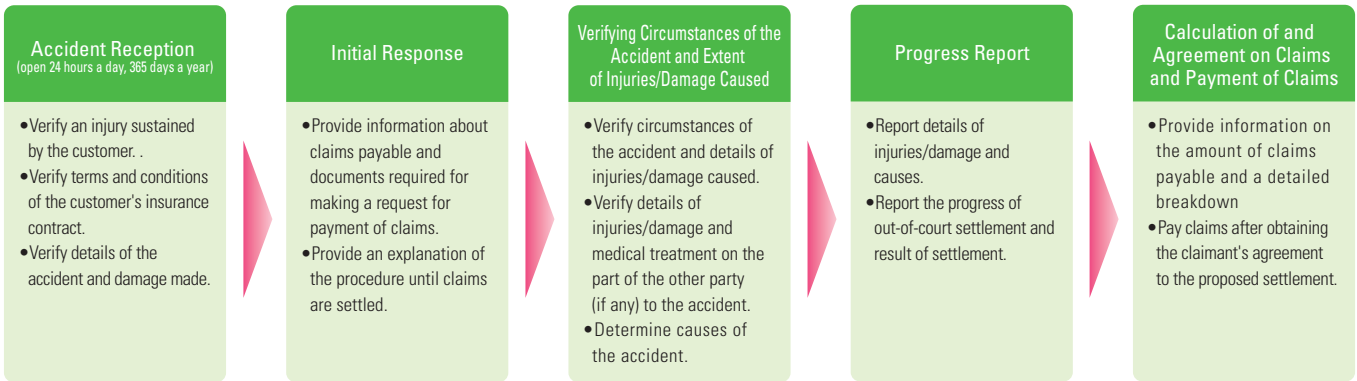 Accident Reception
(open 24 hours a day, 365 days a year)
•Verify an injury sustained
by the customer. .
•Verify terms and conditions
of the customer's insurance
contract.
•Verify details of the
accident and damage made.
Initial Response
•Provide information about
claims payable and
documents required for
making a request for
payment of claims.
•Provide an explanation of
the procedure until claims
are settled.
Verifying Circumstances of the
Accident and Extent
of Injuries/Damage Caused
•Verify circumstances of
the accident and details of
injuries/damage caused.
•Verify details of
injuries/damage and
medical treatment on the
part of the other party
(if any) to the accident.
•Determine causes of
the accident.
Progress Report
•Report details of
injuries/damage and
causes.
•Report the progress of
out-of-court settlement and
result of settlement.
Calculation of and
Agreement on Claims
and Payment of Claims
•Provide information on
the amount of claims
payable and a detailed
breakdown
•Pay claims after obtaining
the claimant's agreement
to the proposed settlement.